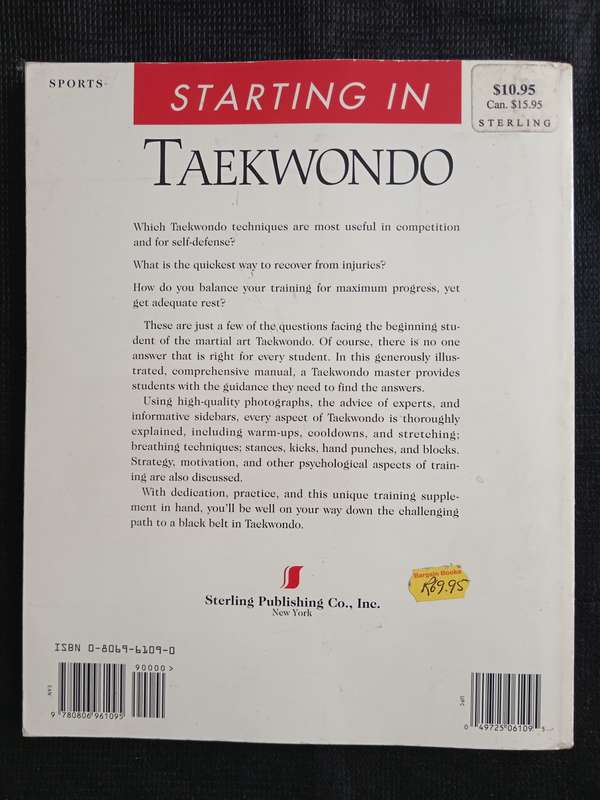 SPORTS
STARTING IN
$10.95
Can. $15.95
STERLING
TAEKWONDO
Which Taekwondo techniques are most useful in competition
and for self-defense?
What is the quickest way to recover from injuries?
How do you balance your training for maximum progress, yet
get adequate rest?
These are just a few of the questions facing the beginning stu-
dent of the martial art Taekwondo. Of course, there is no one
answer that is right for every student. In this generously illus-
trated, comprehensive manual, a Taekwondo master provides
students with the guidance they need to find the answers.
Using high-quality photographs, the advice of experts, and
informative sidebars, every aspect of Taekwondo is thoroughly
explained, including warm-ups, cooldowns, and stretching;
breathing techniques; stances, kicks, hand punches, and blocks.
Strategy, motivation, and other psychological aspects of train-
ing are also discussed.
With dedication, practice, and this unique training supple-
ment in hand, you'll be well on your way down the challenging
path to a black belt in Taekwondo.
Bargain Books
R69.95
Sterling Publishing Co., Inc.
New York
ISBN 0-8069-6109-0
90000>
EAN
9 780806 961095
UPC
0 49725 06109 5